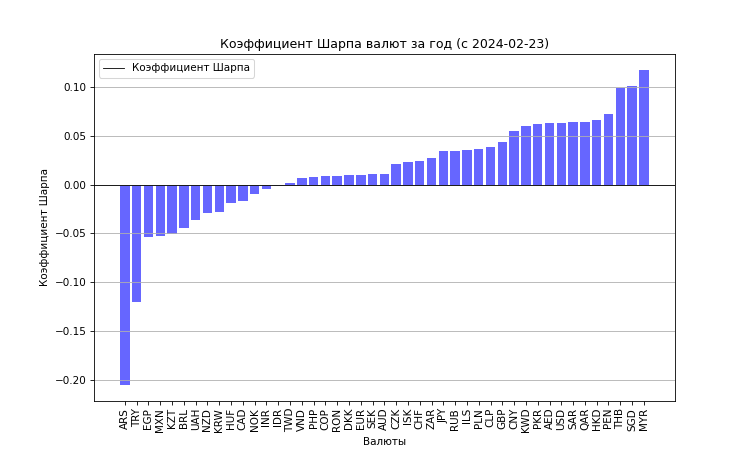 Коэффициент Шарпа валют за год (с 2024-02-23)
Коэффициент Шарпа
0.10
0.05
0.00
−0.05
−0.10
−0.15
−0.20
Коэффициент Шарпа
ARS TRY EGP MXN KZT BRL UAH NZD KRW HUF CAD NOK INR IDR TWD VND PHP COP RON DKK EUR SEK AUD CZK ISK CHF ZAR JPY RUB ILS PLN CLP GBP CNY KWD PKR AED USD SAR QAR HKD PEN THB SGD MYR
Валюты